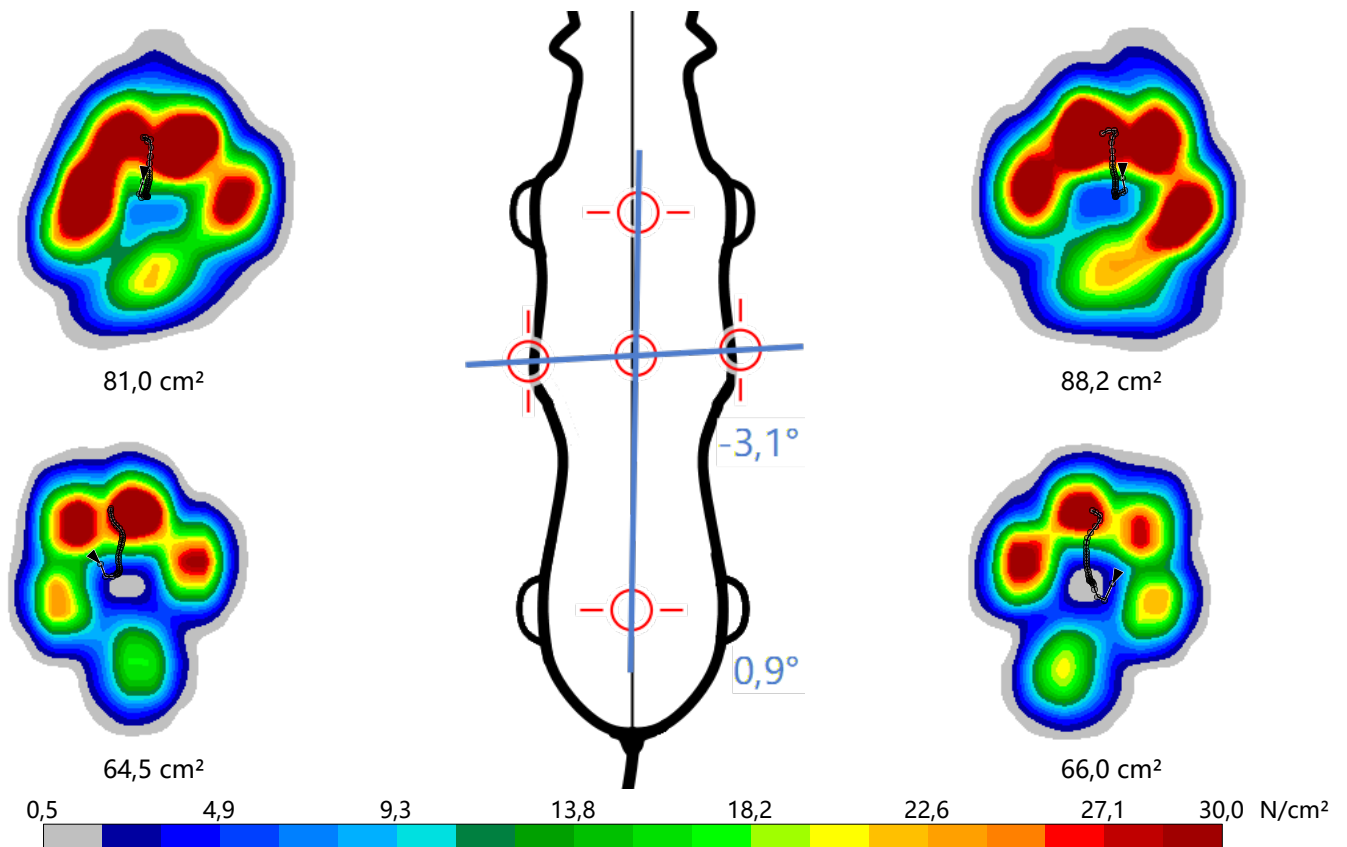 81,0 cm²
88,2 cm²
-3,1°
0,9°
64,5 cm²
66,0 cm²
0,5 4,9 9,3 13,8 18,2 22,6 27,1 30,0 N/cm²